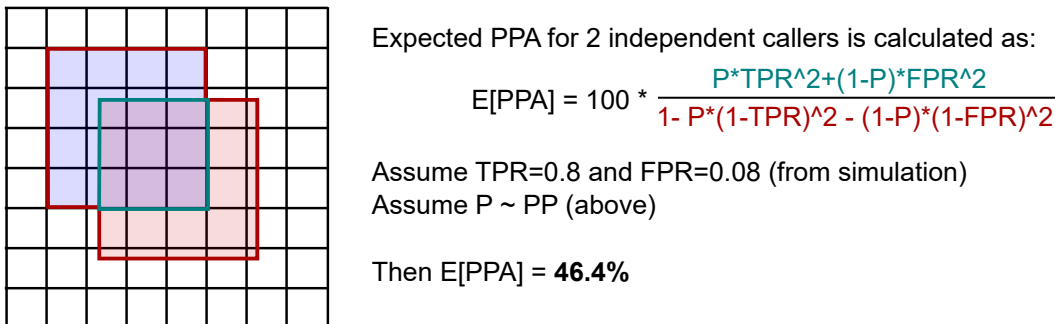 Expected PPA for 2 independent callers is calculated as:
P*TPR^2+(1-P)*FPR^2
E[PPA] = 100 *
1- P*(1-TPR)^2 - (1-P)*(1-FPR)^2
Assume TPR=0.8 and FPR=0.08 (from simulation)
Assume P ~ PP (above)
Then E[PPA] = 46.4%